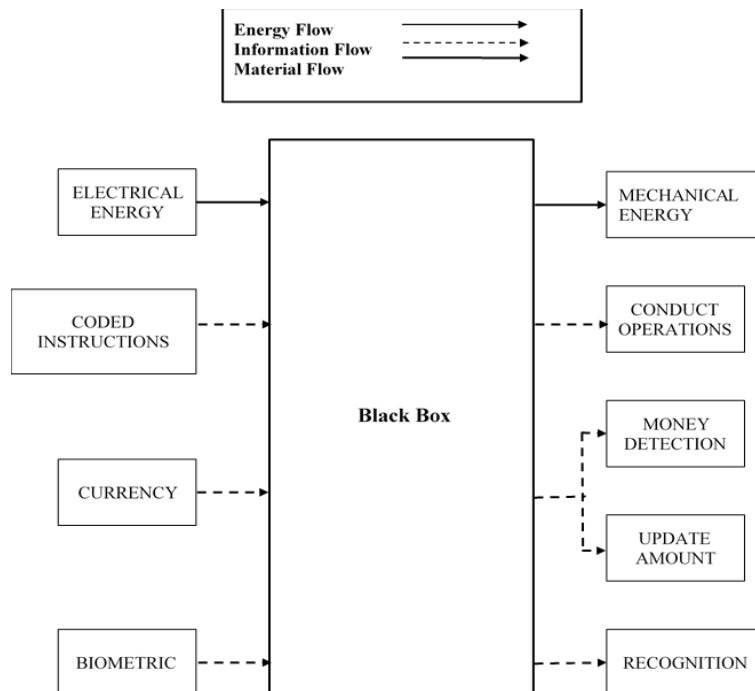 Energy Flow
Information Flow
Material Flow
ELECTRICAL
ENERGY
MECHANICAL
ENERGY
CODED
INSTRUCTIONS
CONDUCT
OPERATIONS
Black Box
MONEY
DETECTION
CURRENCY
UPDATE
AMOUNT
BIOMETRIC
RECOGNITION